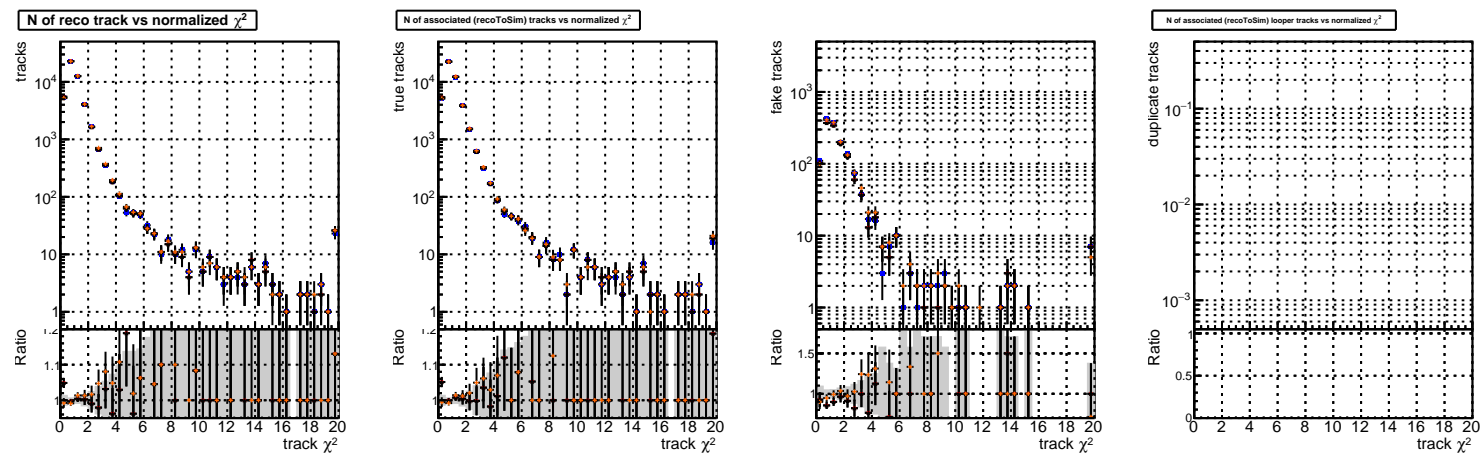 N of reco track vs normalized χ²
N of associated (recoToSim) tracks vs normalized χ²
N of associated (recoToSim) looper tracks vs normalized χ²
tracks
10⁴
10³
10²
10
1
Ratio
1.2
1.1
1
0 2 4 6 8 10 12 14 16 18 20
track χ²
true tracks
10⁴
10³
10²
10
1
Ratio
1.2
1.1
1
0 2 4 6 8 10 12 14 16 18 20
track χ²
fake tracks
10³
10²
10
1
Ratio
1.5
1
0 2 4 6 8 10 12 14 16 18 20
track χ²
duplicate tracks
10⁻¹
10⁻²
10⁻³
Ratio
1
0.5
0
0 2 4 6 8 10 12 14 16 18 20
track χ²